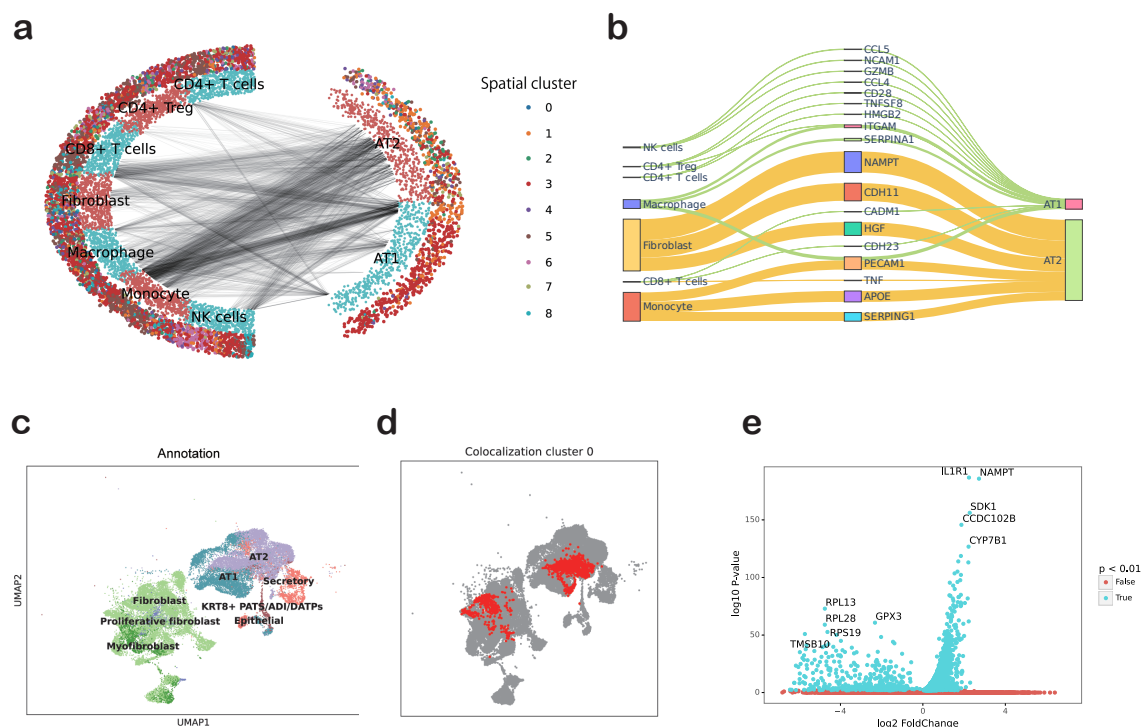 a
CD4+ T cells
CD4+ Treg
CD8+ T cells
Fibroblast
Macrophage
Monocyte
NK cells
AT2
AT1
Spatial cluster
0
1
2
3
4
5
6
7
8
b
NK cells
CD4+ Treg
CD4+ T cells
Macrophage
Fibroblast
CD8+ T cells
Monocyte
CCL5
NCAM1
GZMB
CCL4
CD28
TNFSF8
HMGB2
ITGAM
SERPINA1
NAMPT
CDH11
CADM1
HGF
CDH23
PECAM1
TNF
APOE
SERPING1
AT1
AT2
c
Annotation
AT2
AT1
Secretory
Fibroblast
KRT8+ PATS/ADI/DATPs
Proliferative fibroblast
Epithelial
Myofibroblast
UMAP2
UMAP1
d
Colocalization cluster 0
e
IL1R1
NAMPT
SDK1
CCDC102B
CYP7B1
RPL13
RPL28
GPX3
RPS19
TMSB10
150
100
50
0
−4
0
4
log10 P-value
log2 FoldChange
p < 0.01
False
True